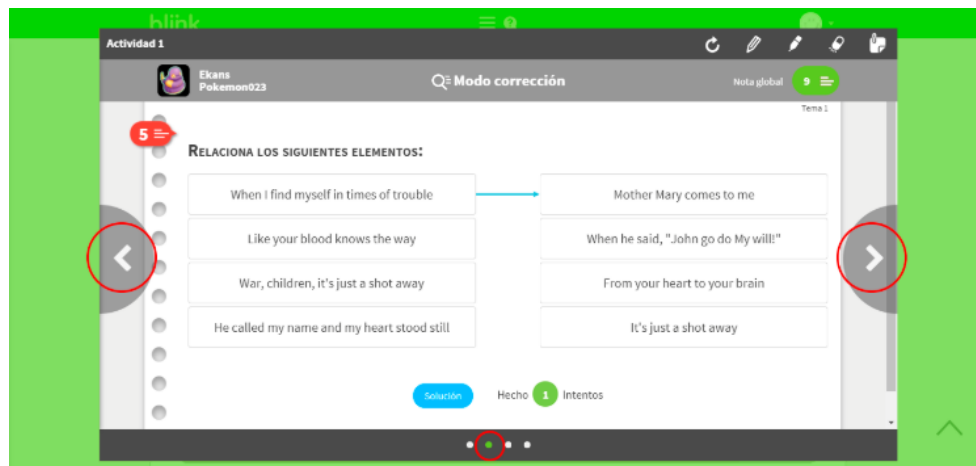 blink
Actividad 1
Ekans
Pokemon023
Modo corrección
Nota global
9
Tema 1
5
RELACIONA LOS SIGUIENTES ELEMENTOS:
When I find myself in times of trouble
Mother Mary comes to me
Like your blood knows the way
When he said, "John go do My will!"
War, children, it's just a shot away
From your heart to your brain
He called my name and my heart stood still
It's just a shot away
Solución
Hecho 1 Intentos